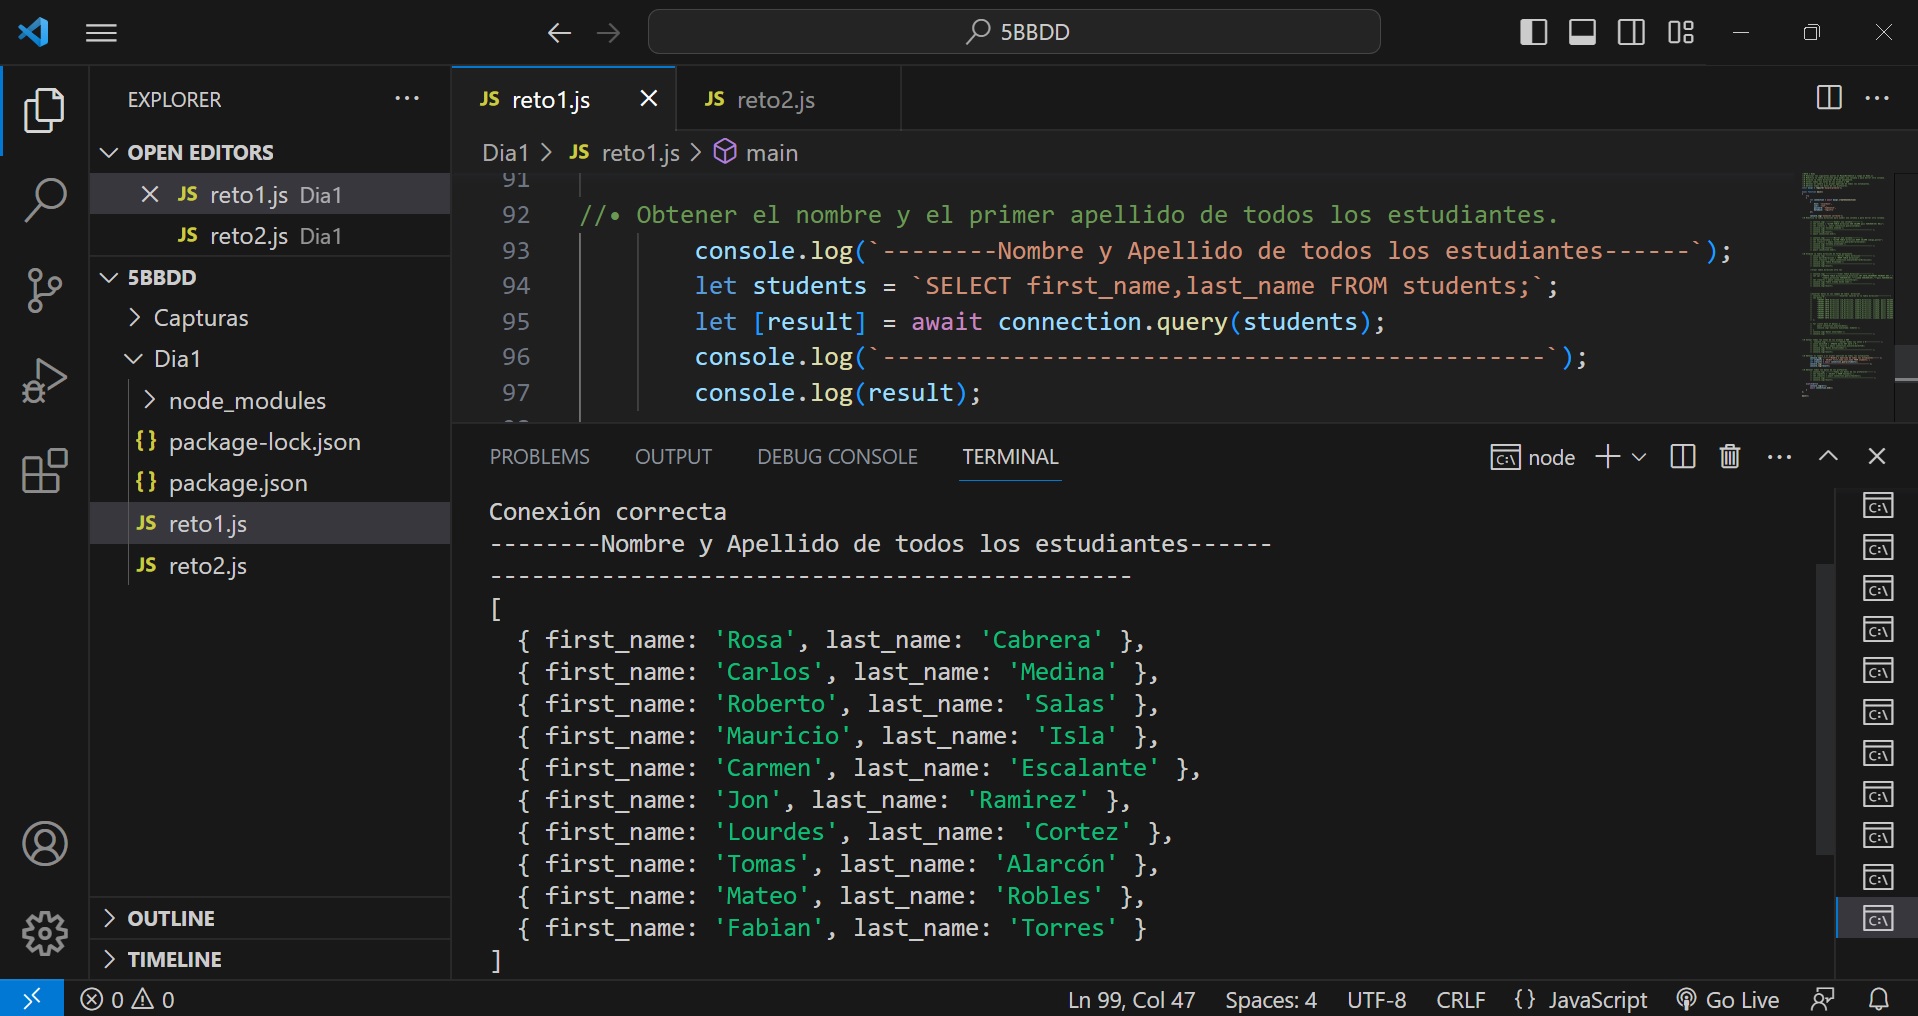 5BBDD
EXPLORER
OPEN EDITORS
JS reto1.js Dia1
JS reto2.js Dia1
5BBDD
Capturas
Dia1
node_modules
{} package-lock.json
{} package.json
JS reto1.js
JS reto2.js
OUTLINE
TIMELINE
JS reto1.js
JS reto2.js
Dia1 > JS reto1.js > main
91
92 //• Obtener el nombre y el primer apellido de todos los estudiantes.
93 console.log(`--------Nombre y Apellido de todos los estudiantes------`);
94 let students = `SELECT first_name,last_name FROM students;`;
95 let [result] = await connection.query(students);
96 console.log(`----------------------------------------------`);
97 console.log(result);
PROBLEMS OUTPUT DEBUG CONSOLE TERMINAL
node
Conexión correcta
--------Nombre y Apellido de todos los estudiantes------
----------------------------------------------
[
{ first_name: 'Rosa', last_name: 'Cabrera' },
{ first_name: 'Carlos', last_name: 'Medina' },
{ first_name: 'Roberto', last_name: 'Salas' },
{ first_name: 'Mauricio', last_name: 'Isla' },
{ first_name: 'Carmen', last_name: 'Escalante' },
{ first_name: 'Jon', last_name: 'Ramirez' },
{ first_name: 'Lourdes', last_name: 'Cortez' },
{ first_name: 'Tomas', last_name: 'Alarcón' },
{ first_name: 'Mateo', last_name: 'Robles' },
{ first_name: 'Fabian', last_name: 'Torres' }
]
0 0
Ln 99, Col 47 Spaces: 4 UTF-8 CRLF {} JavaScript Go Live